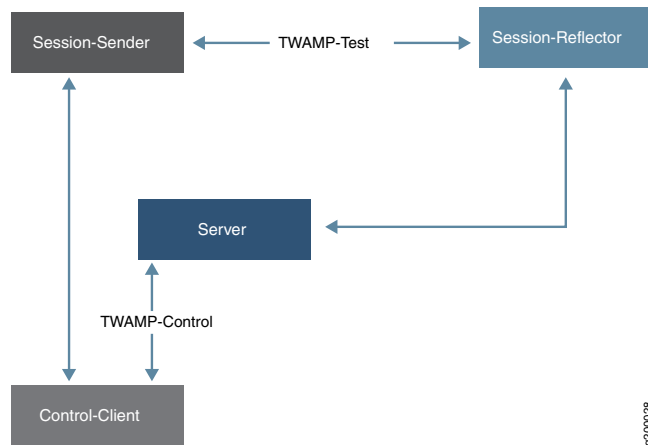 Session-Sender
TWAMP-Test
Session-Reflector
Server
TWAMP-Control
Control-Client